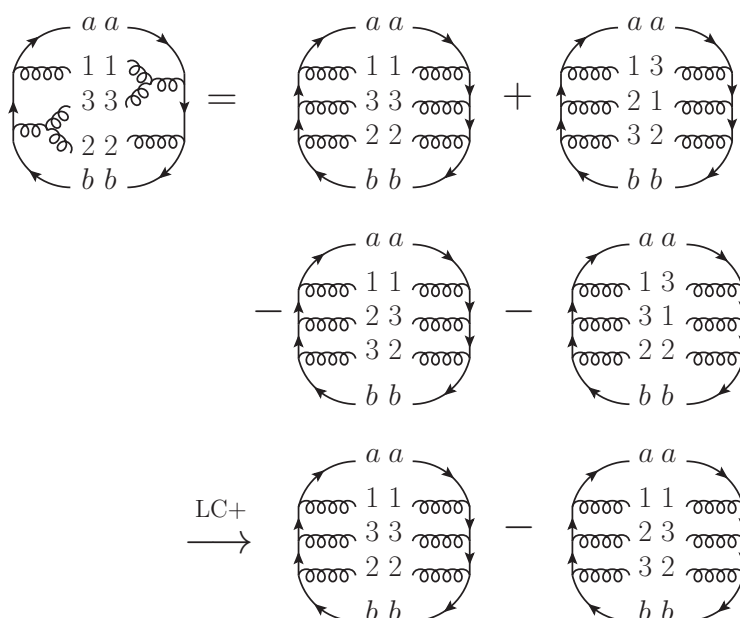 a a a a a a
1 1 1 1 1 3
3 3 = 3 3 + 2 1
2 2 2 2 3 2
b b b b b b
a a a a
1 1 1 3
− 2 3 − 3 1
3 2 2 2
b b b b
a a a a
LC+ 1 1 1 1
⟶ 3 3 − 2 3
2 2 3 2
b b b b